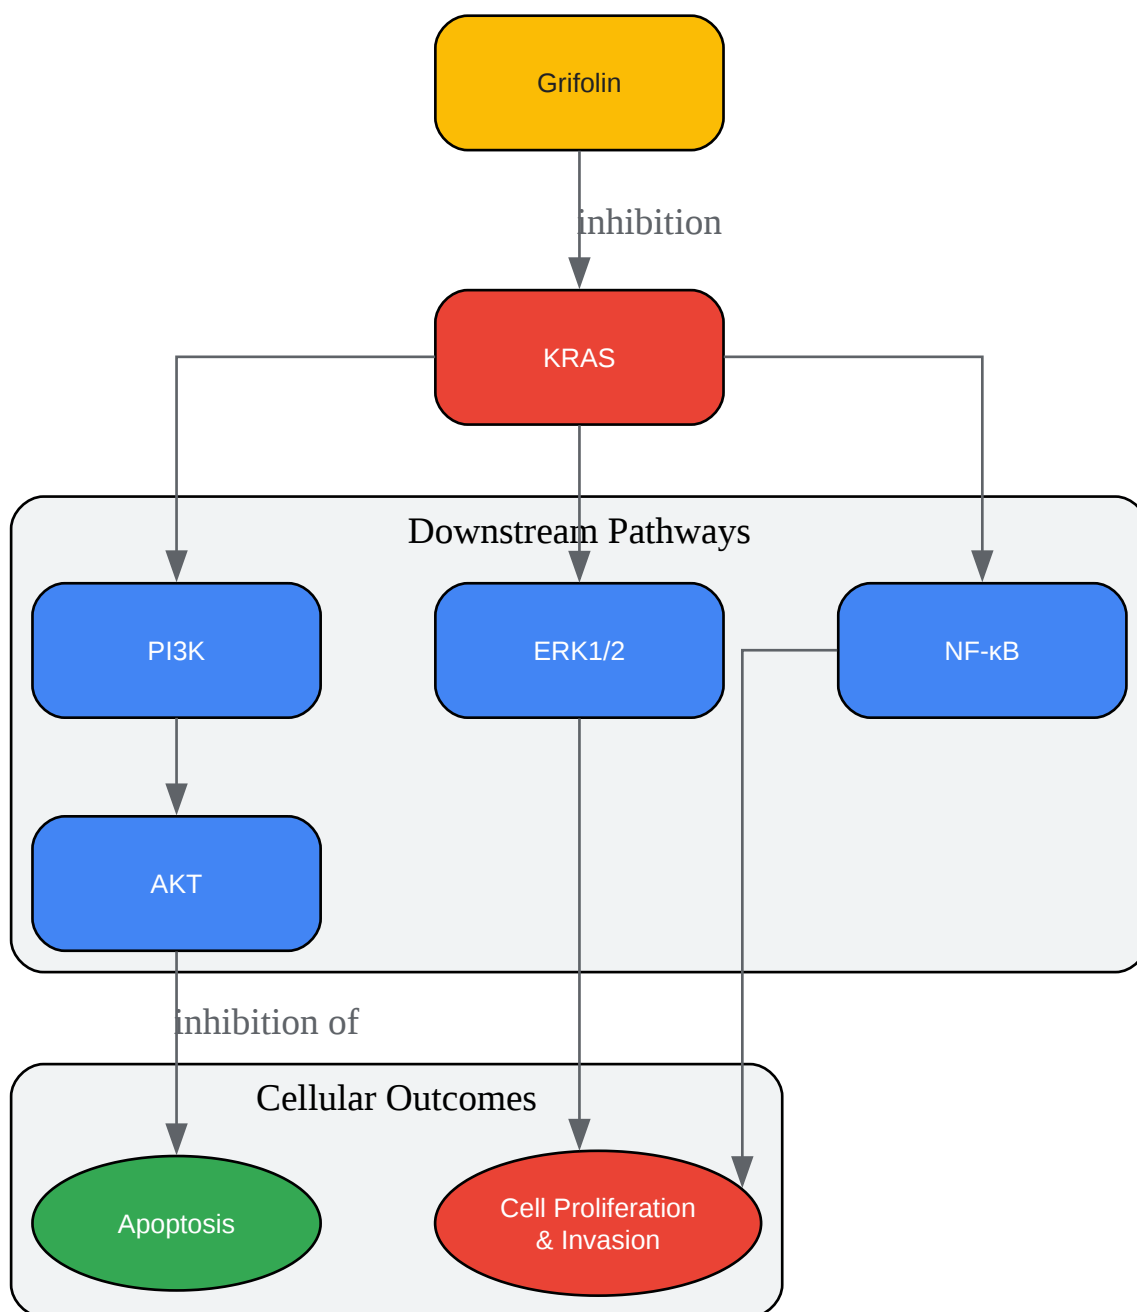 Grifolin
inhibition
KRAS
Downstream Pathways
PI3K
ERK1/2
NF-κB
AKT
inhibition of
Cellular Outcomes
Apoptosis
Cell Proliferation
& Invasion